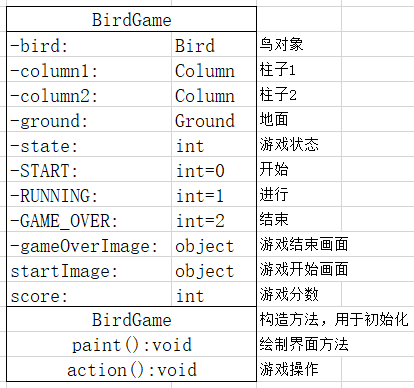 BirdGame
-bird: Bird 鸟对象
-column1: Column 柱子1
-column2: Column 柱子2
-ground: Ground 地面
-state: int 游戏状态
-START: int=0 开始
-RUNNING: int=1 进行
-GAME_OVER: int=2 结束
-gameOverImage: object 游戏结束画面
startImage: object 游戏开始画面
score: int 游戏分数
BirdGame 构造方法，用于初始化
paint():void 绘制界面方法
action():void 游戏操作